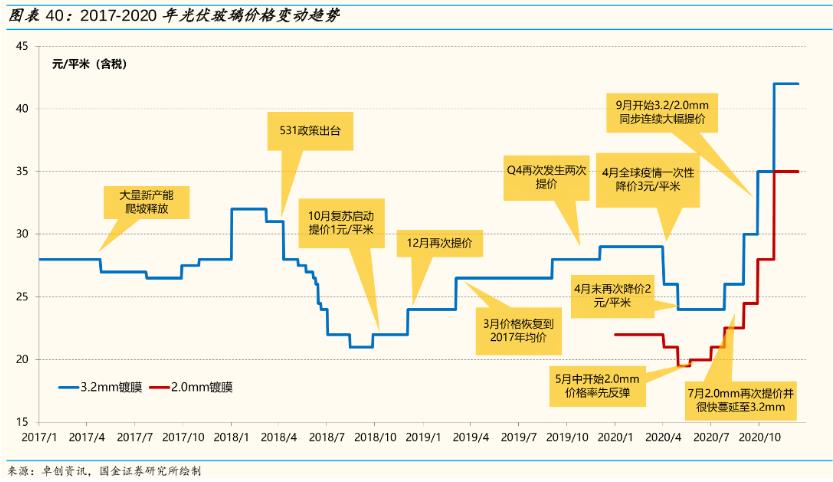 图表 40：2017-2020 年光伏玻璃价格变动趋势
元/平米（含税）
45
40
35
30
25
20
15
大量新产能
爬坡释放
531政策出台
10月复苏启动
提价1元/平米
12月再次提价
3月价格恢复到
2017年均价
Q4再次发生两次
提价
4月全球疫情一次性
降价3元/平米
9月开始3.2/2.0mm
同步连续大幅提价
4月末再次降价2
元/平米
5月中开始2.0mm
价格率先反弹
7月2.0mm再次提价并
很快蔓延至3.2mm
3.2mm镀膜
2.0mm镀膜
2017/1
2017/4
2017/7
2017/10
2018/1
2018/4
2018/7
2018/10
2019/1
2019/4
2019/7
2019/10
2020/1
2020/4
2020/7
2020/10
来源：卓创资讯，国金证券研究所绘制